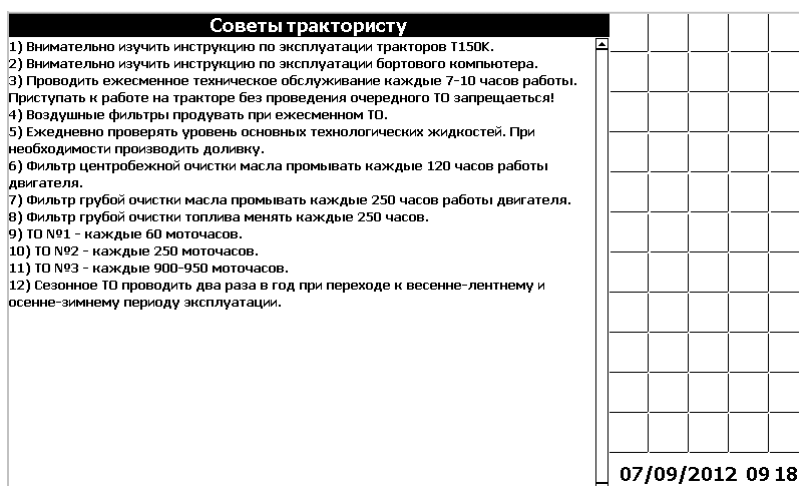 Советы трактористу
1) Внимательно изучить инструкцию по эксплуатации тракторов Т150К.
2) Внимательно изучить инструкцию по эксплуатации бортового компьютера.
3) Проводить ежесменное техническое обслуживание каждые 7-10 часов работы.
Приступать к работе на тракторе без проведения очередного ТО запрещаеться!
4) Воздушные фильтры продувать при ежесменном ТО.
5) Ежедневно проверять уровень основных технологических жидкостей. При
необходимости производить доливку.
6) Фильтр центробежной очистки масла промывать каждые 120 часов работы
двигателя.
7) Фильтр грубой очистки масла промывать каждые 250 часов работы двигателя.
8) Фильтр грубой очистки топлива менять каждые 250 часов.
9) ТО №1 - каждые 60 моточасов.
10) ТО №2 - каждые 250 моточасов.
11) ТО №3 - каждые 900-950 моточасов.
12) Сезонное ТО проводить два раза в год при переходе к весенне-лентнему и
осенне-зимнему периоду эксплуатации.
07/09/2012 09 18